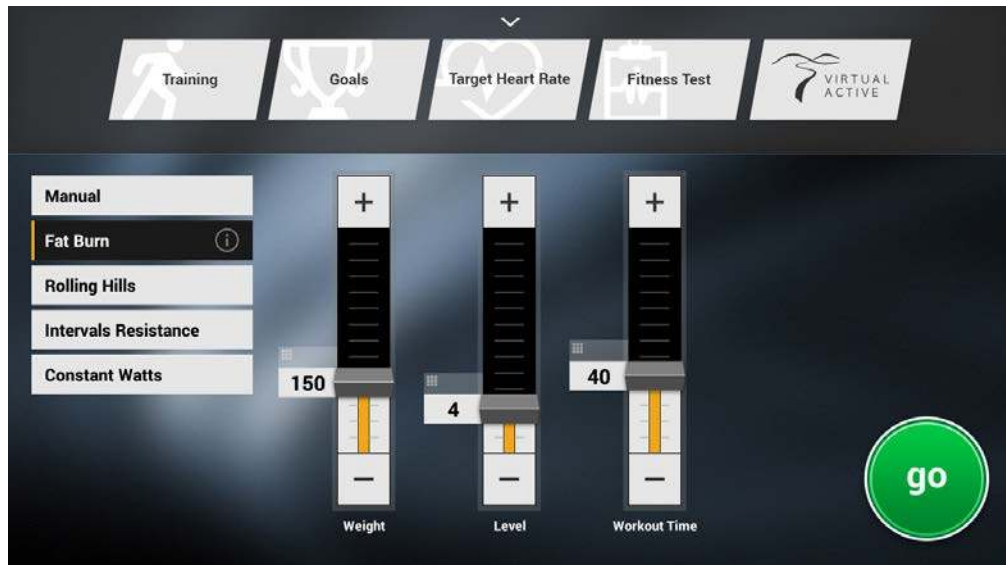 Training
Goals
Target Heart Rate
Fitness Test
VIRTUAL
ACTIVE
Manual
Fat Burn
Rolling Hills
Intervals Resistance
Constant Watts
+
+
+
150
4
40
−
−
−
Weight
Level
Workout Time
go